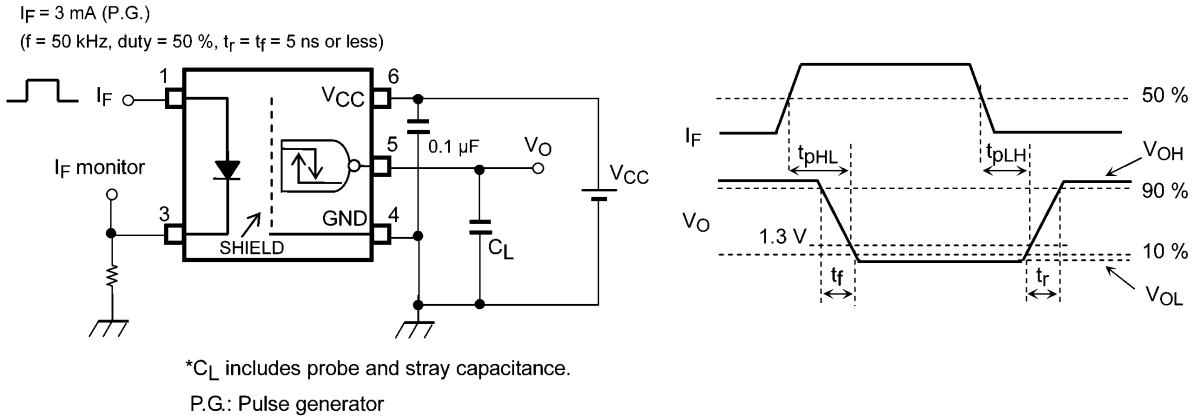 IF = 3 mA (P.G.)
(f = 50 kHz, duty = 50 %, tr = tf = 5 ns or less)
1
6
IF
VCC
0.1 μF
5
VO
IF monitor
VCC
3
GND
4
SHIELD
CL
*CL includes probe and stray capacitance.
P.G.: Pulse generator
50 %
IF
tpHL
tpLH
VOH
90 %
VO
1.3 V
10 %
tf
tr
VOL